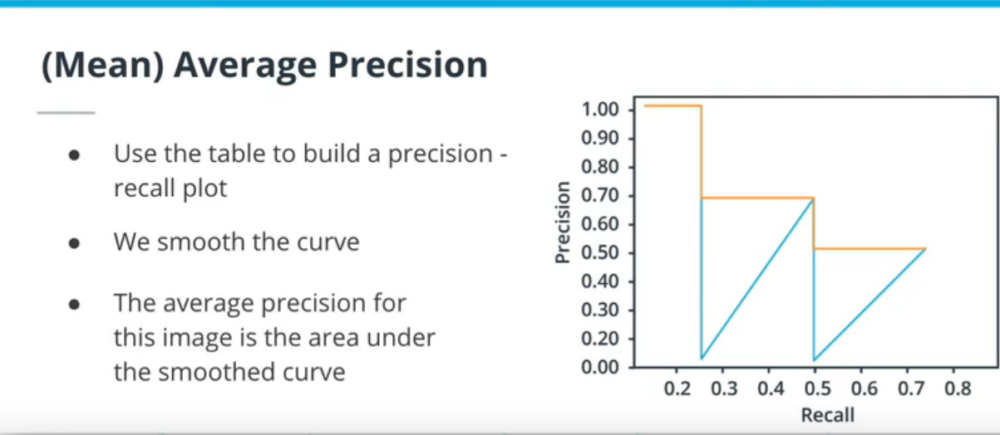 (Mean) Average Precision
● Use the table to build a precision -
recall plot
● We smooth the curve
● The average precision for
this image is the area under
the smoothed curve
Precision
1.00
0.90
0.80
0.70
0.60
0.50
0.40
0.30
0.20
0.00
0.2 0.3 0.4 0.5 0.6 0.7 0.8
Recall